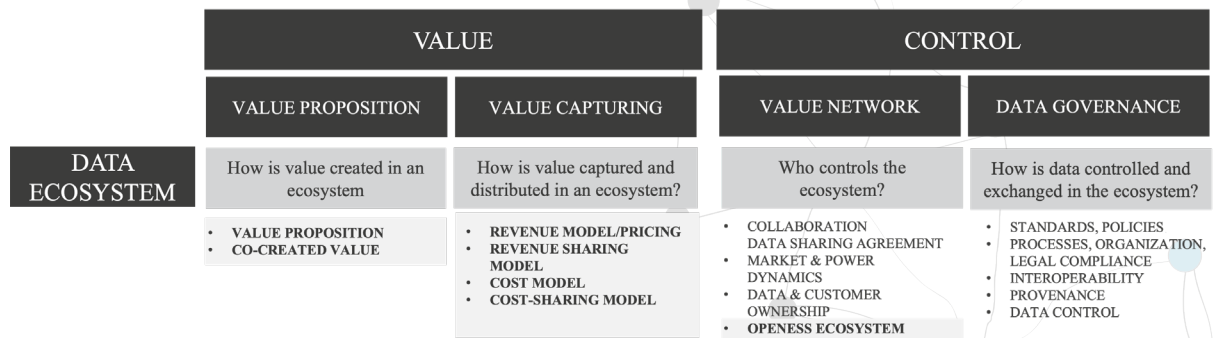 VALUE
CONTROL
VALUE PROPOSITION
VALUE CAPTURING
VALUE NETWORK
DATA GOVERNANCE
DATA
ECOSYSTEM
How is value created in an
ecosystem
How is value captured and
distributed in an ecosystem?
Who controls the
ecosystem?
How is data controlled and
exchanged in the ecosystem?
• VALUE PROPOSITION
• CO-CREATED VALUE
• REVENUE MODEL/PRICING
• REVENUE SHARING
MODEL
• COST MODEL
• COST-SHARING MODEL
• COLLABORATION
DATA SHARING AGREEMENT
• MARKET & POWER
DYNAMICS
• DATA & CUSTOMER
OWNERSHIP
• OPENESS ECOSYSTEM
• STANDARDS, POLICIES
• PROCESSES, ORGANIZATION,
LEGAL COMPLIANCE
• INTEROPERABILITY
• PROVENANCE
• DATA CONTROL